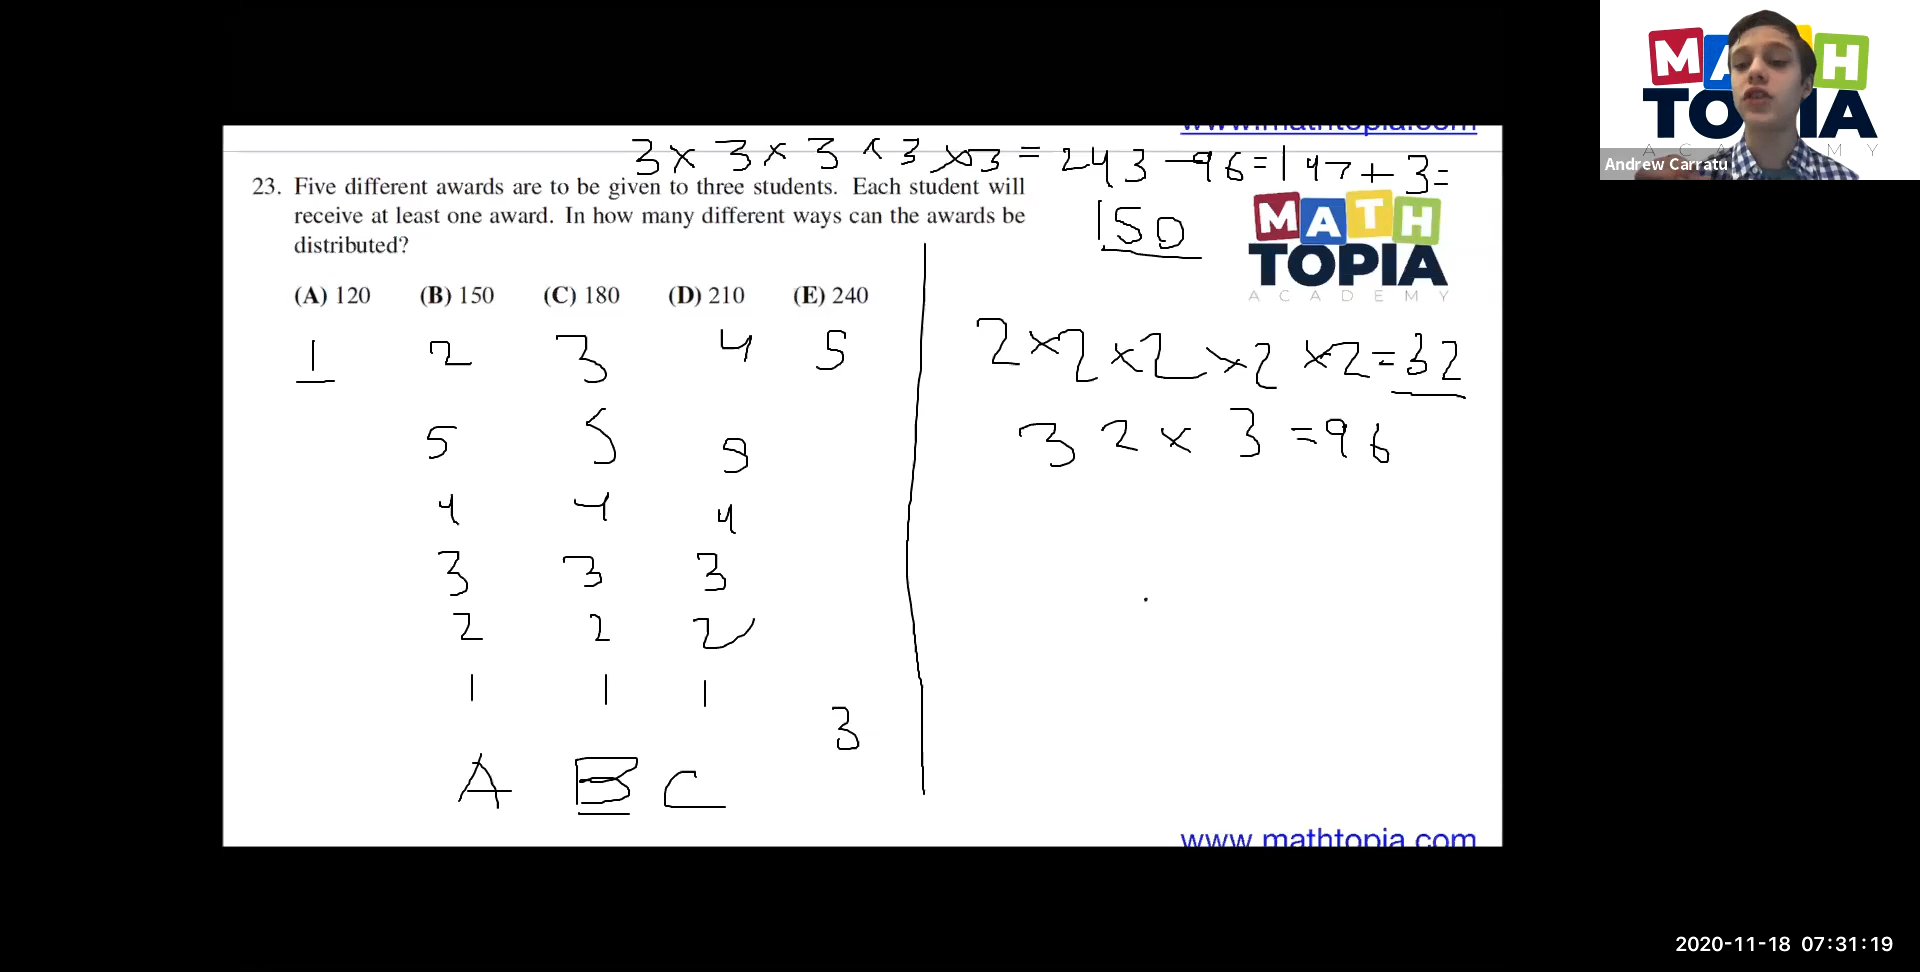 www.mathtopia.com
3 x 3 x 3 x 3 x 3 = 243 - 96 = 147 + 3 =
150
23. Five different awards are to be given to three students. Each student will
receive at least one award. In how many different ways can the awards be
distributed?
(A) 120 (B) 150 (C) 180 (D) 210 (E) 240
1 2 3 4 5
5 5 5
4 4 4
3 3 3
2 2 2
1 1 1
3
A B C
MATH
TOPIA
ACADEMY
2 x 2 x 2 x 2 x 2 = 32
32 x 3 = 96
www.mathtopia.com
MA H
TO IA
Andrew Carratu
2020-11-18 07:31:19